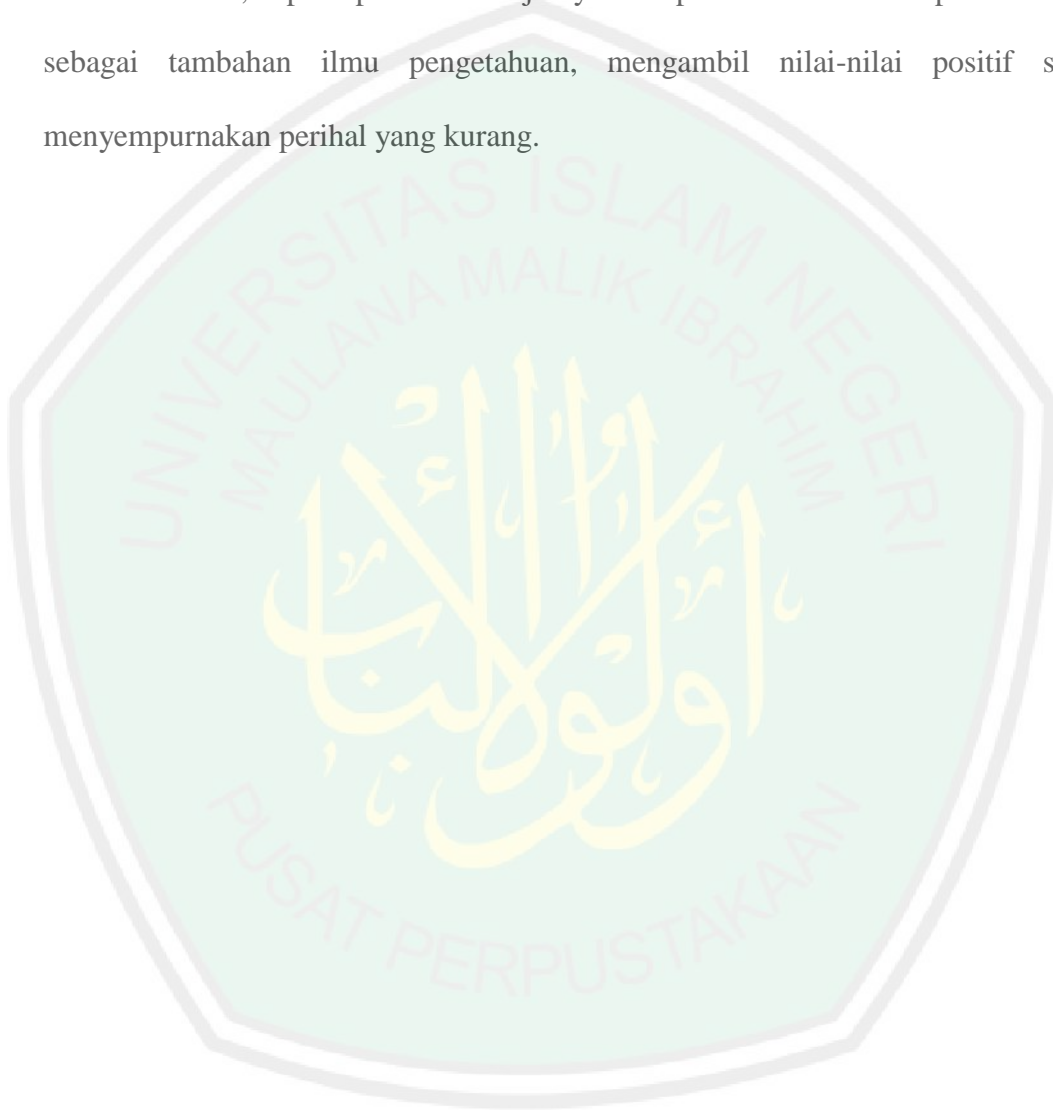 sebagai tambahan ilmu pengetahuan, mengambil nilai-nilai positif s
menyempurnakan perihal yang kurang.
UNIVERSITAS ISLAM NEGERI
MAULANA MALIK IBRAHIM
أولوا الألباب
PUSAT PERPUSTAKAAN